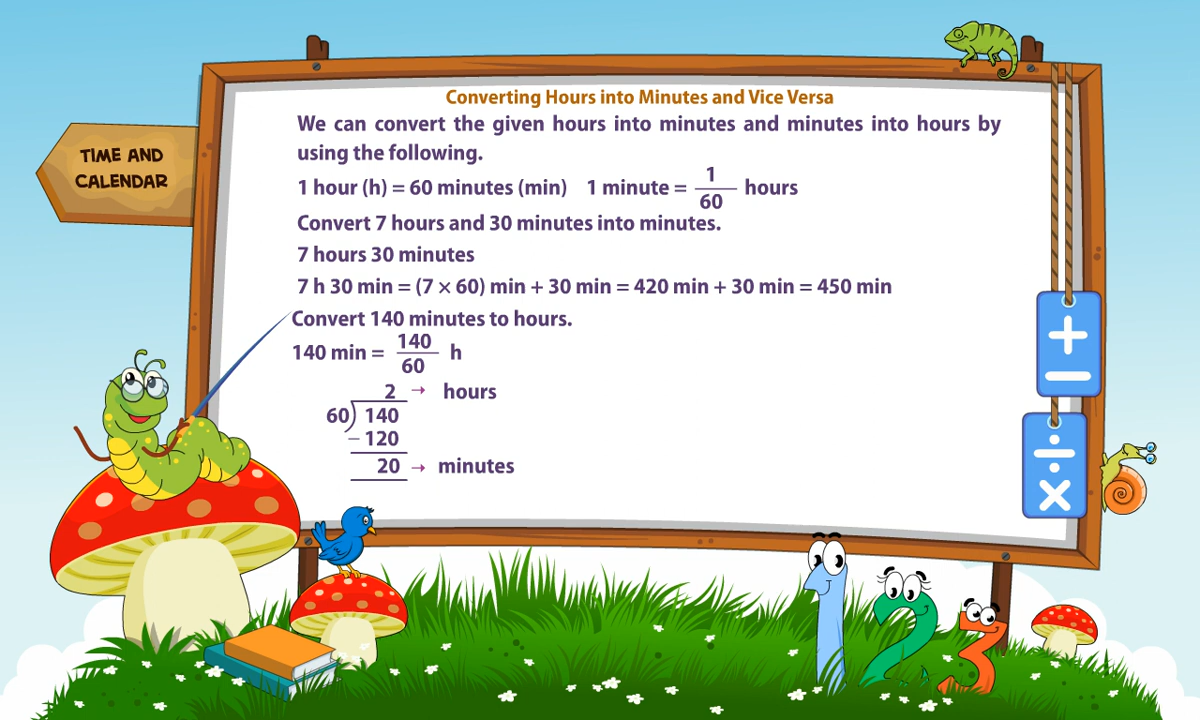 Converting Hours into Minutes and Vice Versa
We can convert the given hours into minutes and minutes into hours by
using the following.
1 hour (h) = 60 minutes (min) 1 minute = 1/60 hours
Convert 7 hours and 30 minutes into minutes.
7 hours 30 minutes
7 h 30 min = (7 × 60) min + 30 min = 420 min + 30 min = 450 min
Convert 140 minutes to hours.
140 min = 140/60 h
2 → hours
60) 140
– 120
20 → minutes
TIME AND
CALENDAR
+
−
÷
×
1 2 3